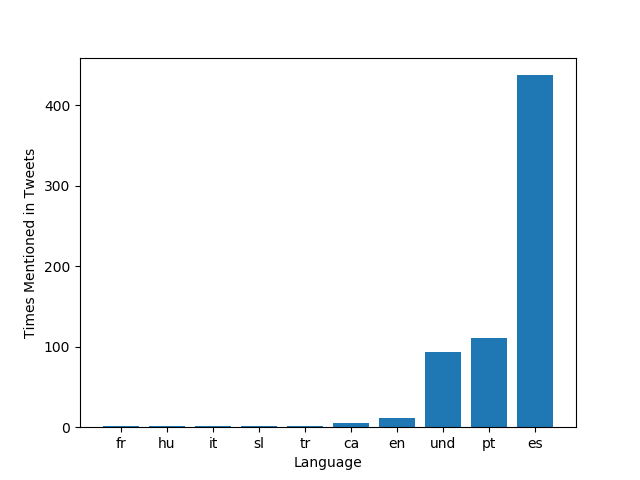 400
300
200
100
0
Times Mentioned in Tweets
fr hu it sl tr ca en und pt es
Language